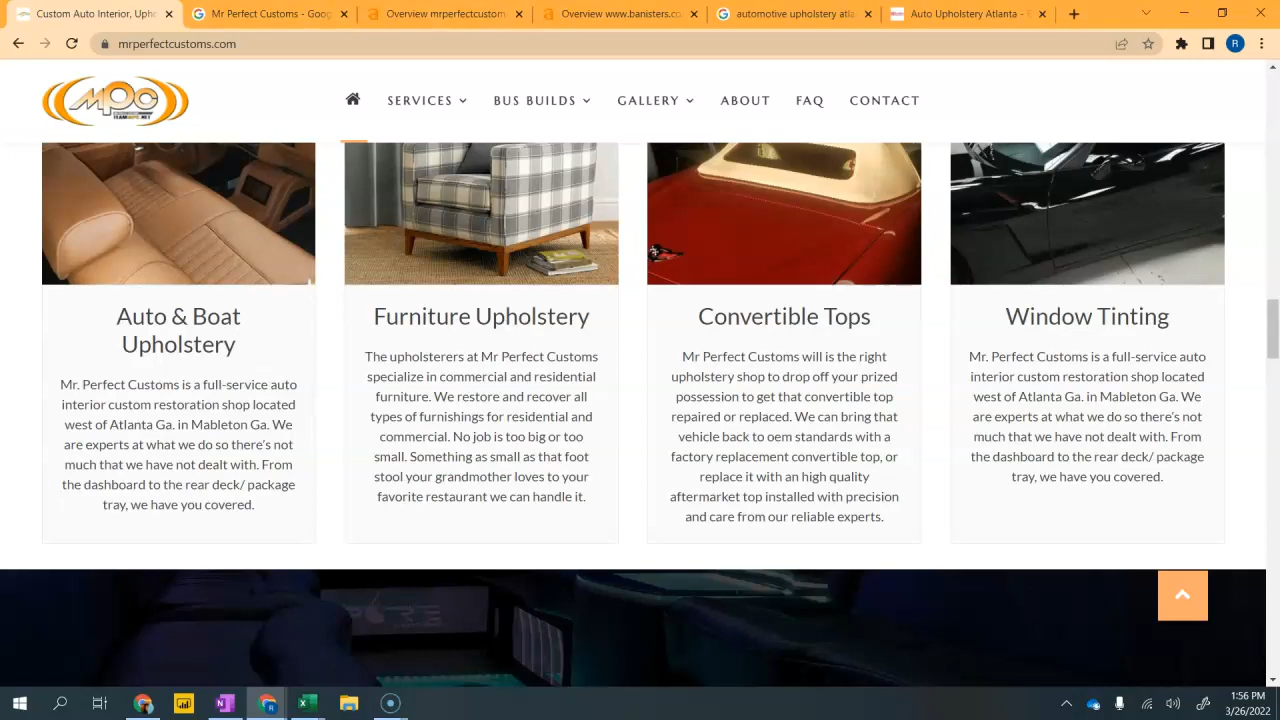 Custom Auto Interior, Uph
Mr Perfect Customs - Goog
Overview mrperfectcustom
Overview www.banisters.cc
automotive upholstery atla
Auto Upholstery Atlanta -
mrperfectcustoms.com
R
MPC
TEAMMPC.NET
SERVICES
BUS BUILDS
GALLERY
ABOUT
FAQ
CONTACT
Auto & Boat
Upholstery
Mr. Perfect Customs is a full-service auto
interior custom restoration shop located
west of Atlanta Ga. in Mableton Ga. We
are experts at what we do so there's not
much that we have not dealt with. From
the dashboard to the rear deck/ package
tray, we have you covered.
Furniture Upholstery
The upholsterers at Mr Perfect Customs
specialize in commercial and residential
furniture. We restore and recover all
types of furnishings for residential and
commercial. No job is too big or too
small. Something as small as that foot
stool your grandmother loves to your
favorite restaurant we can handle it.
Convertible Tops
Mr Perfect Customs will is the right
upholstery shop to drop off your prized
possession to get that convertible top
repaired or replaced. We can bring that
vehicle back to oem standards with a
factory replacement convertible top, or
replace it with an high quality
aftermarket top installed with precision
and care from our reliable experts.
Window Tinting
Mr. Perfect Customs is a full-service auto
interior custom restoration shop located
west of Atlanta Ga. in Mableton Ga. We
are experts at what we do so there's not
much that we have not dealt with. From
the dashboard to the rear deck/ package
tray, we have you covered.
1:56 PM
3/26/2022